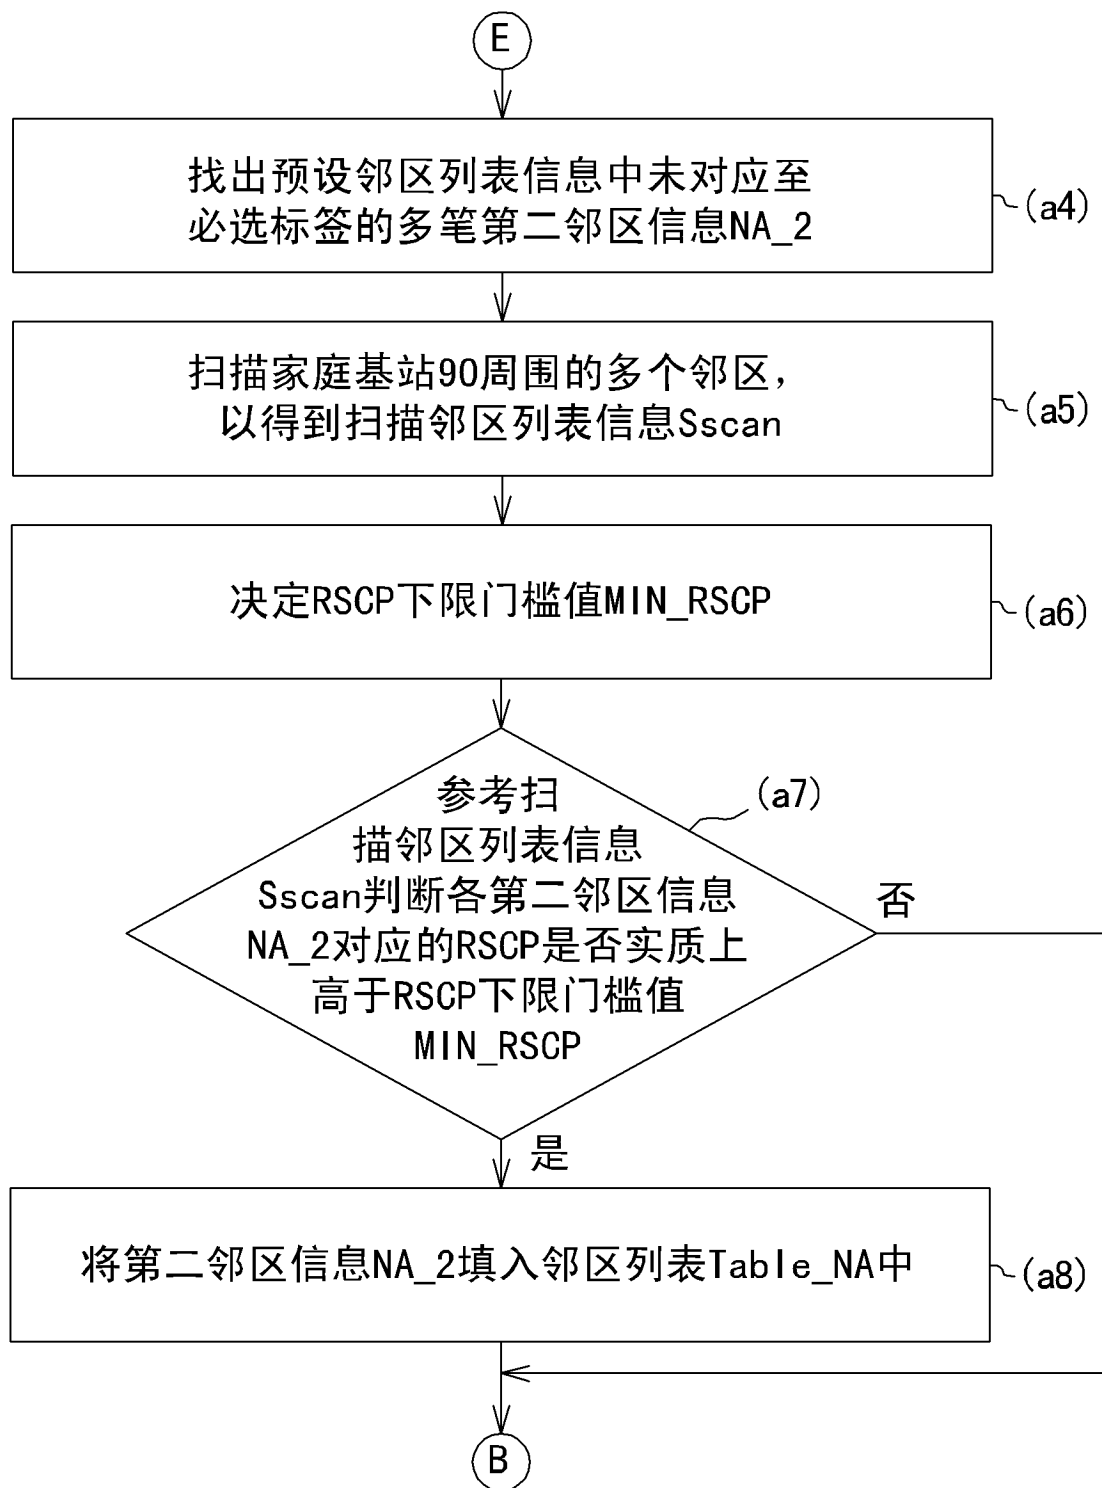 E
找出预设邻区列表信息中未对应至
必选标签的多笔第二邻区信息NA_2
(a4)
扫描家庭基站90周围的多个邻区，
以得到扫描邻区列表信息Sscan
(a5)
决定RSCP下限门槛值MIN_RSCP
(a6)
参考扫
描邻区列表信息
Sscan判断各第二邻区信息
NA_2对应的RSCP是否实质上
高于RSCP下限门槛值
MIN_RSCP
(a7)
否
是
将第二邻区信息NA_2填入邻区列表Table_NA中
(a8)
B